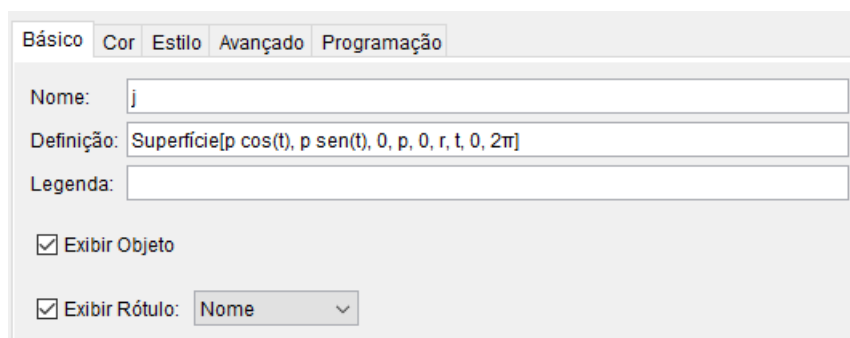 Básico Cor Estilo Avançado Programação
Nome: j
Definição: Superfície[p cos(t), p sen(t), 0, p, 0, r, t, 0, 2π]
Legenda:
Exibir Objeto
Exibir Rótulo: Nome